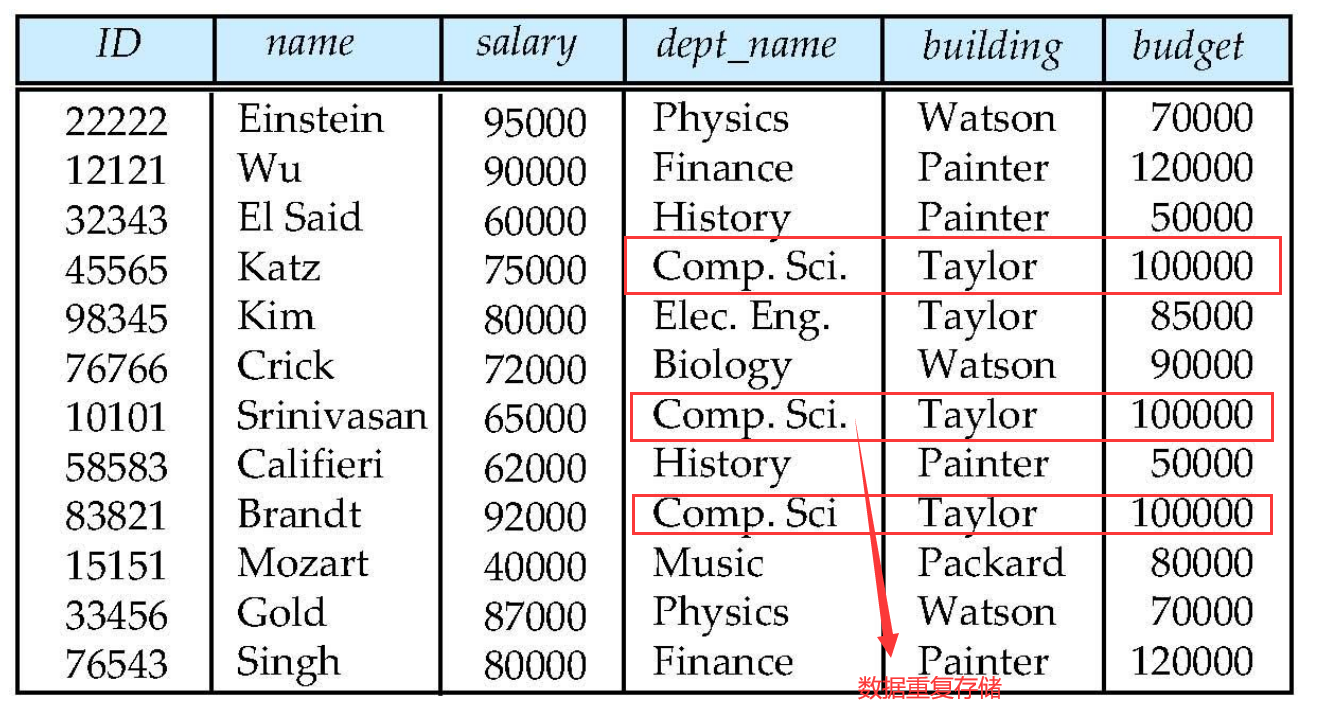 ID name salary dept_name building budget
22222 Einstein 95000 Physics Watson 70000
12121 Wu 90000 Finance Painter 120000
32343 El Said 60000 History Painter 50000
45565 Katz 75000 Comp. Sci. Taylor 100000
98345 Kim 80000 Elec. Eng. Taylor 85000
76766 Crick 72000 Biology Watson 90000
10101 Srinivasan 65000 Comp. Sci. Taylor 100000
58583 Califieri 62000 History Painter 50000
83821 Brandt 92000 Comp. Sci Taylor 100000
15151 Mozart 40000 Music Packard 80000
33456 Gold 87000 Physics Watson 70000
76543 Singh 80000 Finance Painter 120000
数据重复存储